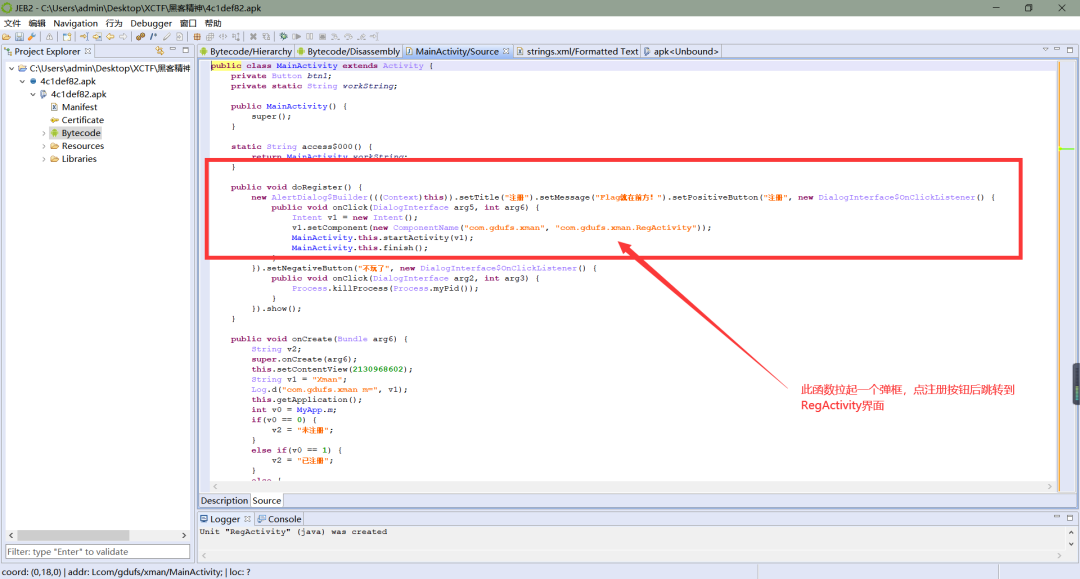 JEB2 - C:\Users\admin\Desktop\XCTF\黑客精神\4c1def82.apk
文件 编辑 Navigation 行为 Debugger 窗口 帮助
Project Explorer
Bytecode/Hierarchy Bytecode/Disassembly MainActivity/Source strings.xml/Formatted Text apk<Unbound>
C:\Users\admin\Desktop\XCTF\黑客精神
4c1def82.apk
4c1def82.apk
Manifest
Certificate
Bytecode
Resources
Libraries
public class MainActivity extends Activity {
private Button btn1;
private static String workString;
public MainActivity() {
super();
}
static String access$000() {
return MainActivity.workString;
}
public void doRegister() {
new AlertDialog$Builder(((Context)this)).setTitle("注册").setMessage("Flag就在前方!").setPositiveButton("注册", new DialogInterface$OnClickListener() {
public void onClick(DialogInterface arg5, int arg6) {
Intent v1 = new Intent();
v1.setComponent(new ComponentName("com.gdufs.xman", "com.gdufs.xman.RegActivity"));
MainActivity.this.startActivity(v1);
MainActivity.this.finish();
}).setNegativeButton("不玩了", new DialogInterface$OnClickListener() {
public void onClick(DialogInterface arg2, int arg3) {
Process.killProcess(Process.myPid());
}
}).show();
}
public void onCreate(Bundle arg6) {
String v2;
super.onCreate(arg6);
this.setContentView(2130968602);
String v1 = "Xman";
Log.d("com.gdufs.xman m=", v1);
this.getApplication();
int v0 = MyApp.m;
if(v0 == 0) {
v2 = "未注册";
}
else if(v0 == 1) {
v2 = "已注册";
}
else {
此函数拉起一个弹框，点注册按钮后跳转到
RegActivity界面
Description Source
Logger Console
Unit "RegActivity" (java) was created
Filter: type "Enter" to validate
coord: (0,18,0) | addr: Lcom/gdufs/xman/MainActivity; | loc: ?